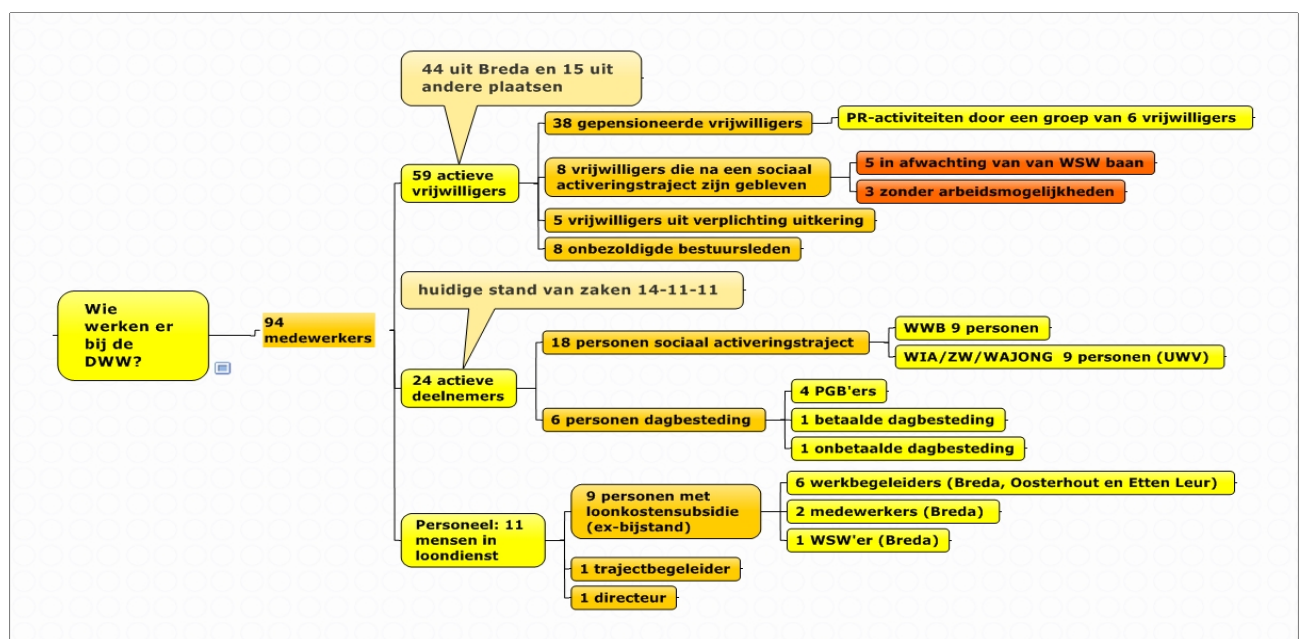 Wie
werken er
bij de
DWW?
94
medewerkers
44 uit Breda en 15 uit
andere plaatsen
59 actieve
vrijwilligers
38 gepensioneerde vrijwilligers
PR-activiteiten door een groep van 6 vrijwilligers
8 vrijwilligers die na een sociaal
activeringstraject zijn gebleven
5 in afwachting van van WSW baan
3 zonder arbeidsmogelijkheden
5 vrijwilligers uit verplichting uitkering
8 onbezoldigde bestuursleden
huidige stand van zaken 14-11-11
24 actieve
deelnemers
18 personen sociaal activeringstraject
WWB 9 personen
WIA/ZW/WAJONG 9 personen (UWV)
6 personen dagbesteding
4 PGB'ers
1 betaalde dagbesteding
1 onbetaalde dagbesteding
Personeel: 11
mensen in
loondienst
9 personen met
loonkostensubsidie
(ex-bijstand)
6 werkbegeleiders (Breda, Oosterhout en Etten Leur)
2 medewerkers (Breda)
1 WSW'er (Breda)
1 trajectbegeleider
1 directeur